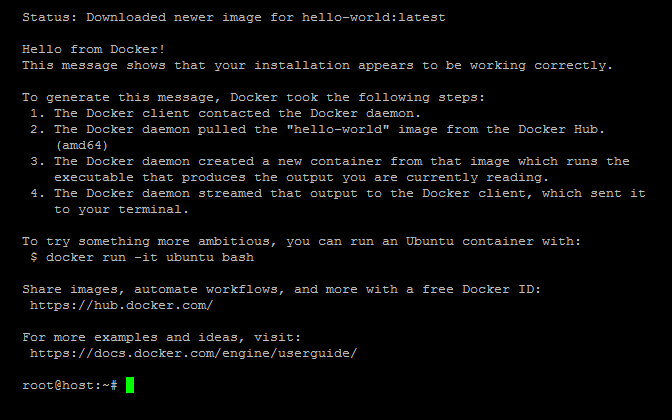 Status: Downloaded newer image for hello-world:latest
Hello from Docker!
This message shows that your installation appears to be working correctly.
To generate this message, Docker took the following steps:
1. The Docker client contacted the Docker daemon.
2. The Docker daemon pulled the "hello-world" image from the Docker Hub.
(amd64)
3. The Docker daemon created a new container from that image which runs the
executable that produces the output you are currently reading.
4. The Docker daemon streamed that output to the Docker client, which sent it
to your terminal.
To try something more ambitious, you can run an Ubuntu container with:
$ docker run -it ubuntu bash
Share images, automate workflows, and more with a free Docker ID:
https://hub.docker.com/
For more examples and ideas, visit:
https://docs.docker.com/engine/userguide/
root@host:~#